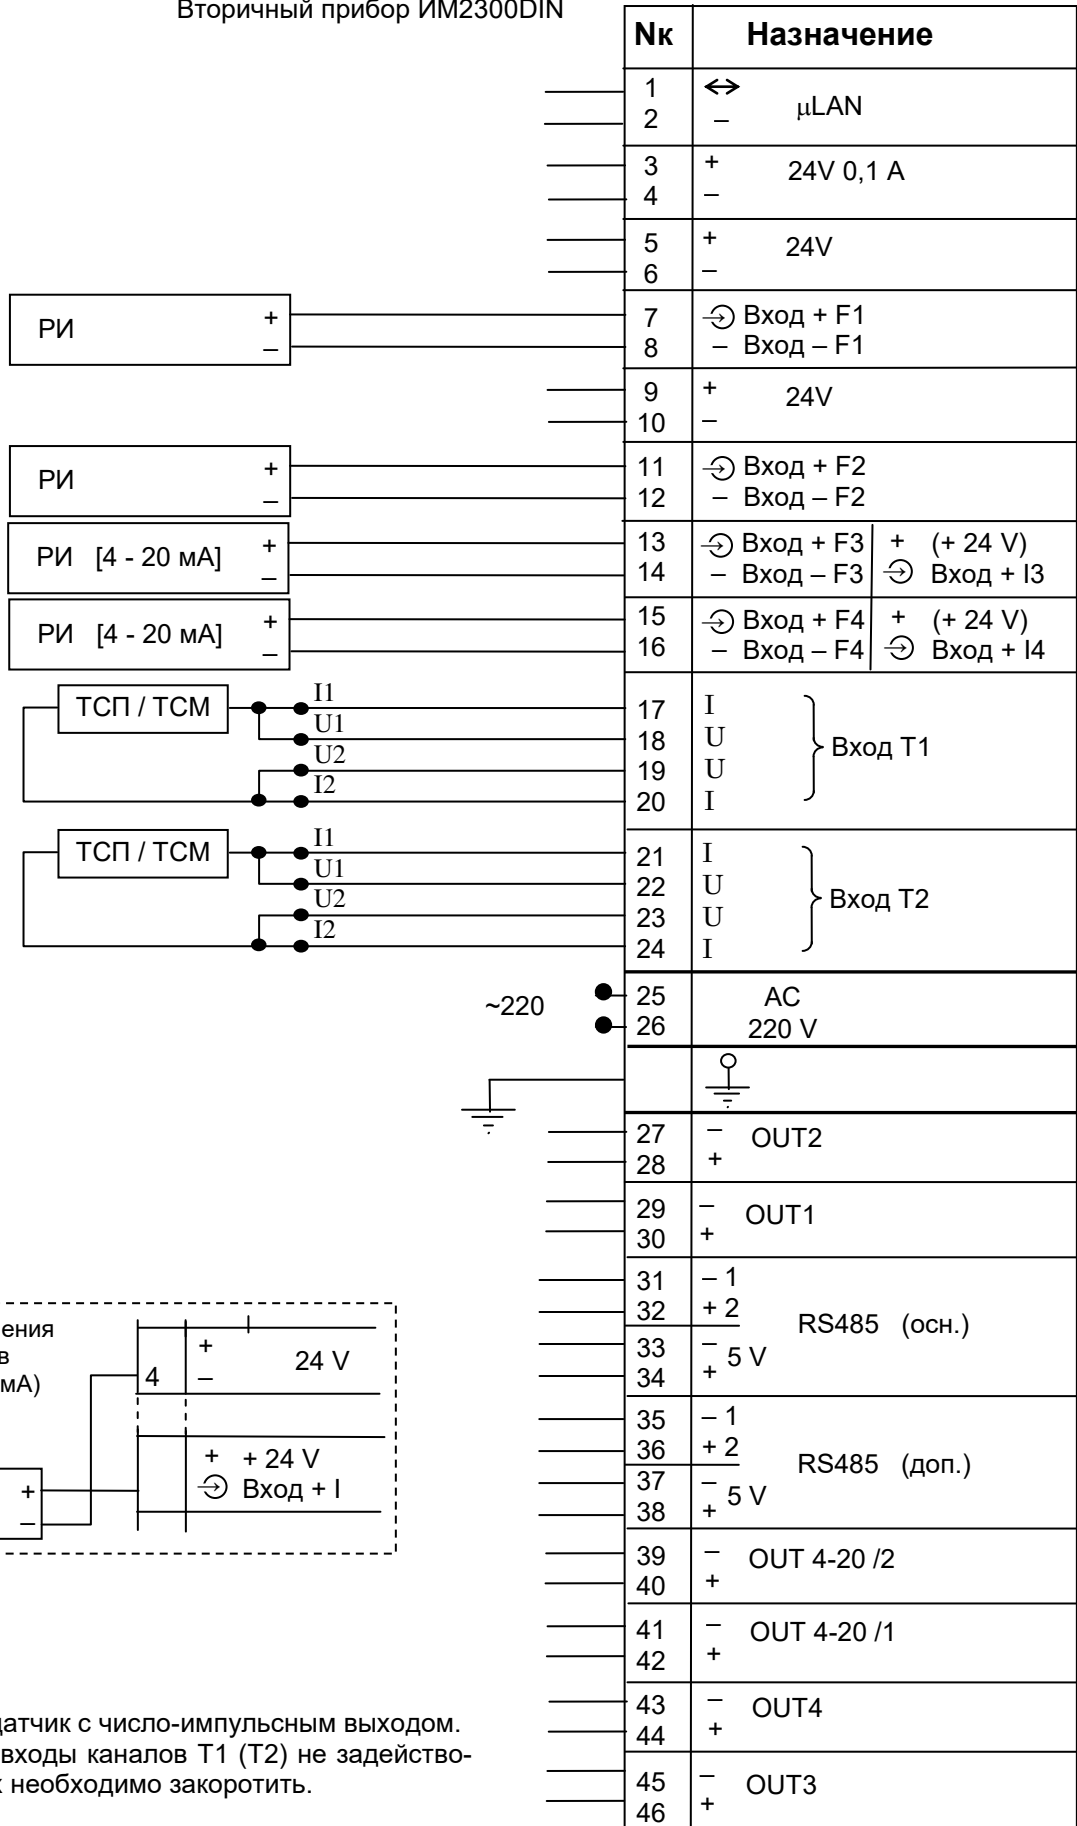 Вторичный прибор ИМ2300DIN
Nк Назначение
1 ↔
μLAN
2 –
3 +
24V 0,1 A
4 –
5 +
24V
6 –
РИ + –
7 Вход + F1
8 – Вход – F1
9 +
24V
10 –
РИ + –
11 Вход + F2
12 – Вход – F2
РИ [4 - 20 мА] + –
13 Вход + F3 + (+ 24 V)
14 – Вход – F3 Вход + I3
РИ [4 - 20 мА] + –
15 Вход + F4 + (+ 24 V)
16 – Вход – F4 Вход + I4
ТСП / ТСМ
I1 17 I
U1 18 U
Вход Т1
U2 19 U
I2 20 I
ТСП / ТСМ
I1 21 I
U1 22 U
Вход Т2
U2 23 U
I2 24 I
~220
25 AC
26 220 V
27 – OUT2
28 +
29 – OUT1
30 +
31 – 1
32 + 2
RS485 (осн.)
33 –
5 V
34 +
35 – 1
36 + 2
RS485 (доп.)
37 –
5 V
38 +
39 – OUT 4-20 /2
40 +
41 – OUT 4-20 /1
42 +
43 – OUT4
44 +
45 – OUT3
46 +
ения
в
мА)
+
24 V
4 –
+ + 24 V
Вход + I
+
–
датчик с число-импульсным выходом.
входы каналов Т1 (Т2) не задейство-
к необходимо закоротить.